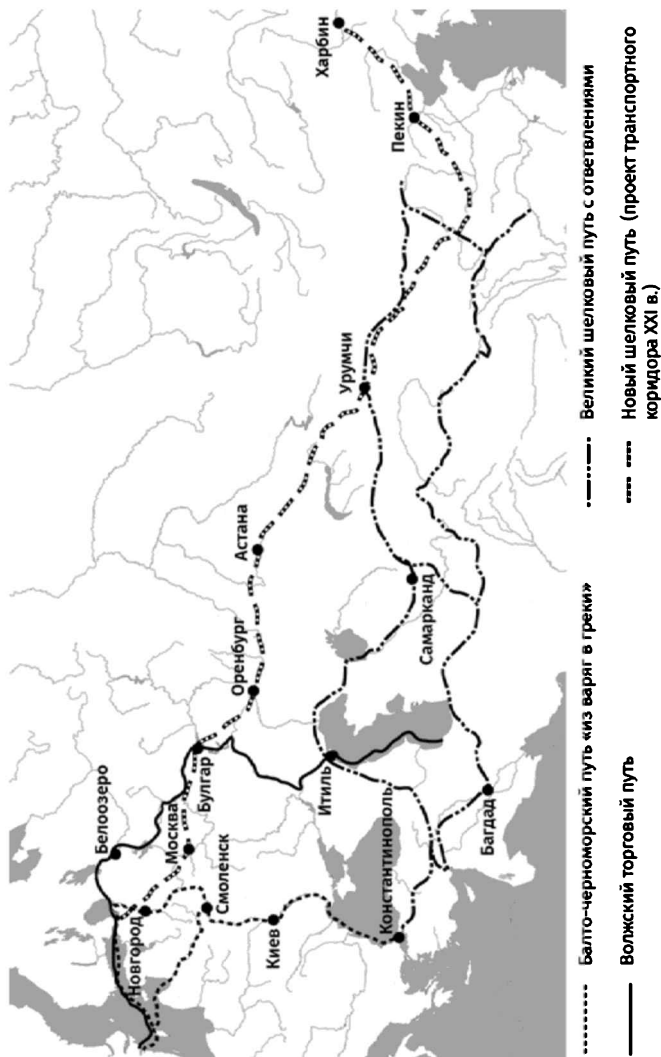 Белоозеро
Новгород
Москва
Смоленск
Булгар
Киев
Оренбург
Астана
Итиль
Константинополь
Багдад
Самарканд
Урумчи
Пекин
Харбин
Балто-черноморский путь «из варяг в греки»
Волжский торговый путь
Великий шелковый путь с ответвлениями
Новый шелковый путь (проект транспортного
коридора XXI в.)